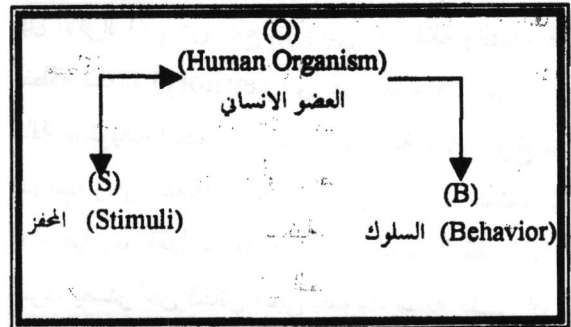 (O)
(Human Organism)
العضو الانساني
(S)
(Stimuli) المحفز
(B)
(Behavior) السلوك